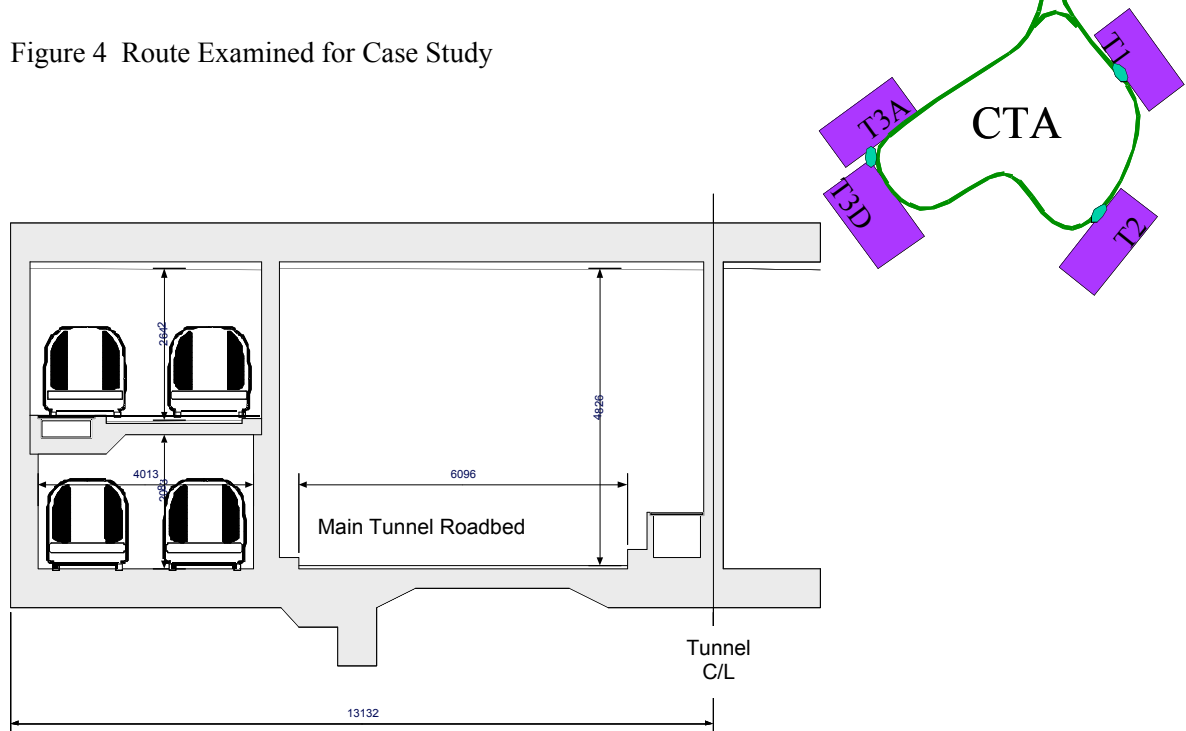 Figure 4 Route Examined for Case Study
T1
T3A
CTA
T3D
T2
2642
4826
4013
6096
Main Tunnel Roadbed
Tunnel
C/L
13132